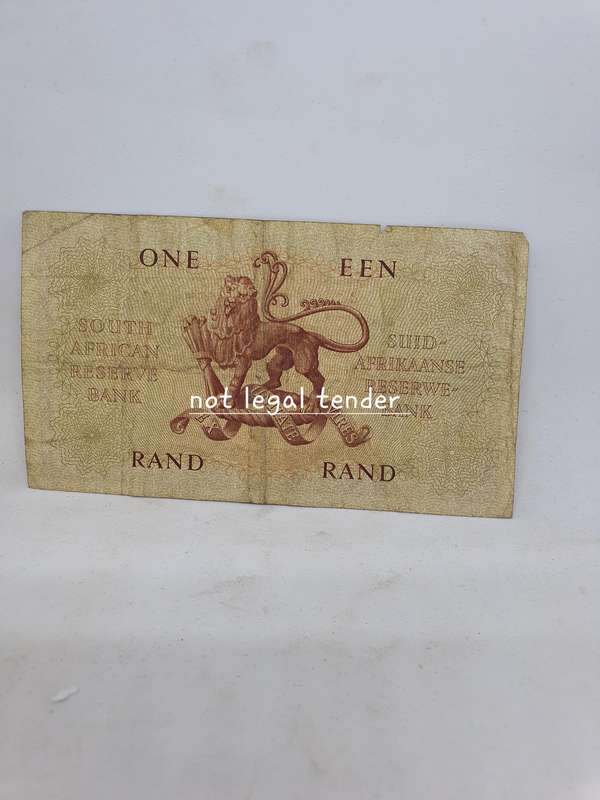 ONE
EEN
SOUTH
AFRICAN
RESERVE
BANK
SUID-
AFRIKAANSE
RESERWE-
BANK
not legal tender
RAND
RAND